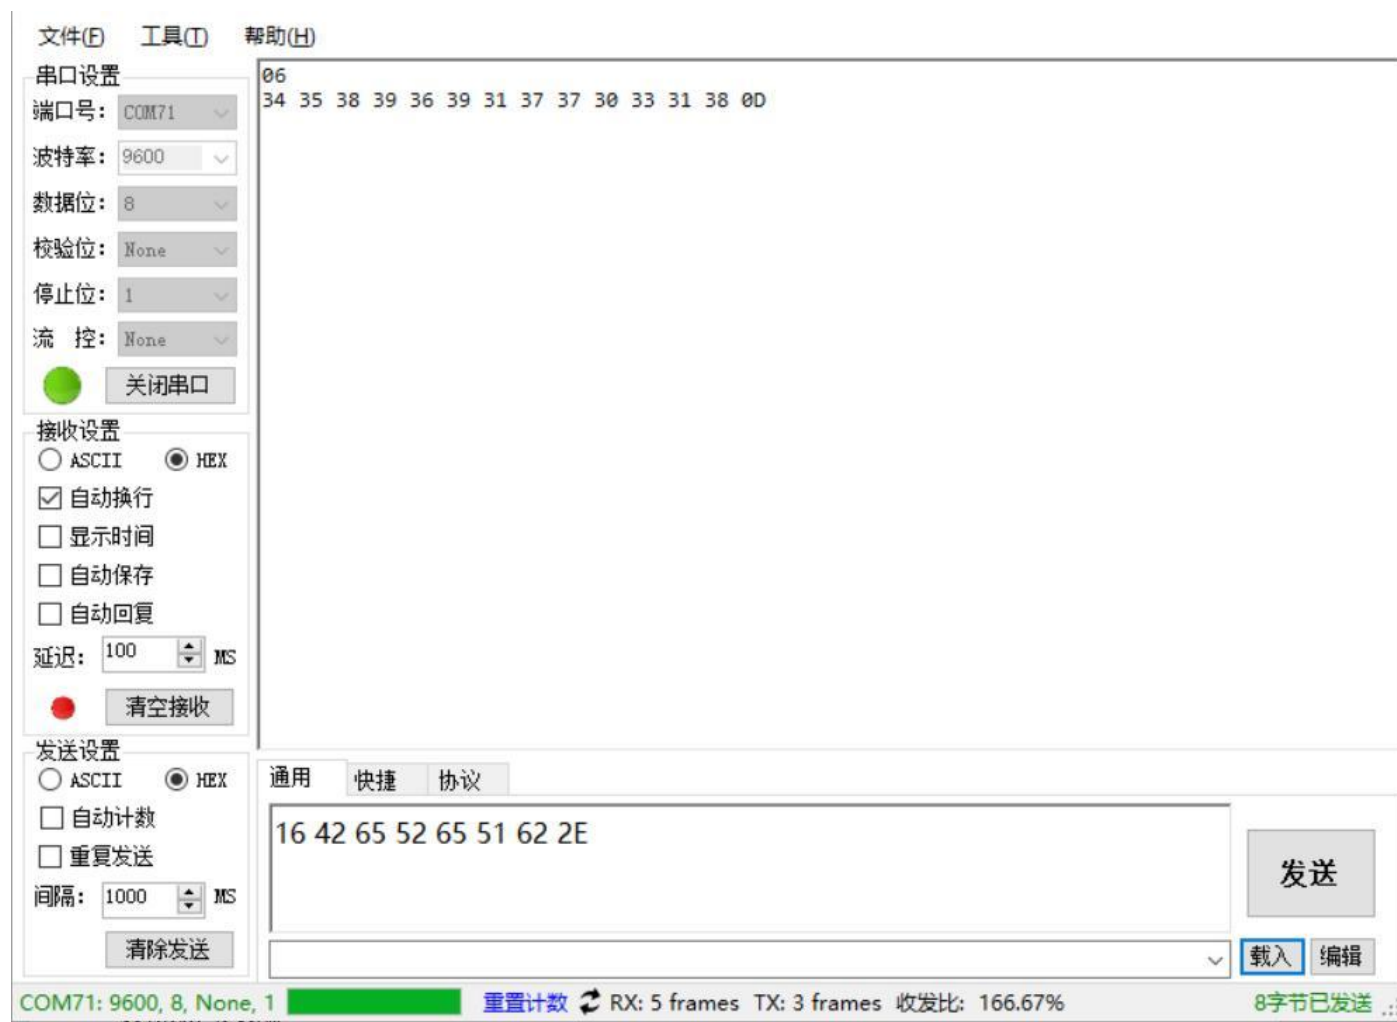 文件(F) 工具(T) 帮助(H)
串口设置
端口号: COM71
波特率: 9600
数据位: 8
校验位: None
停止位: 1
流 控: None
关闭串口
接收设置
ASCII HEX
自动换行
显示时间
自动保存
自动回复
延迟: 100 MS
清空接收
发送设置
ASCII HEX
自动计数
重复发送
间隔: 1000 MS
清除发送
06
34 35 38 39 36 39 31 37 37 30 33 31 38 0D
通用 快捷 协议
16 42 65 52 65 51 62 2E
发送
载入 编辑
COM71: 9600, 8, None, 1 重置计数 RX: 5 frames TX: 3 frames 收发比: 166.67% 8字节已发送